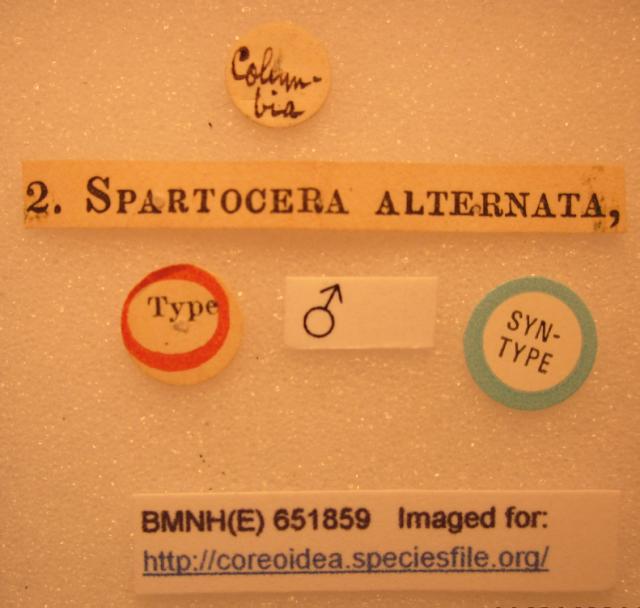 Colum-
bia
2. SPARTOCERA ALTERNATA,
Type
♂
SYN-
TYPE
BMNH(E) 651859 Imaged for:
http://coreoidea.speciesfile.org/